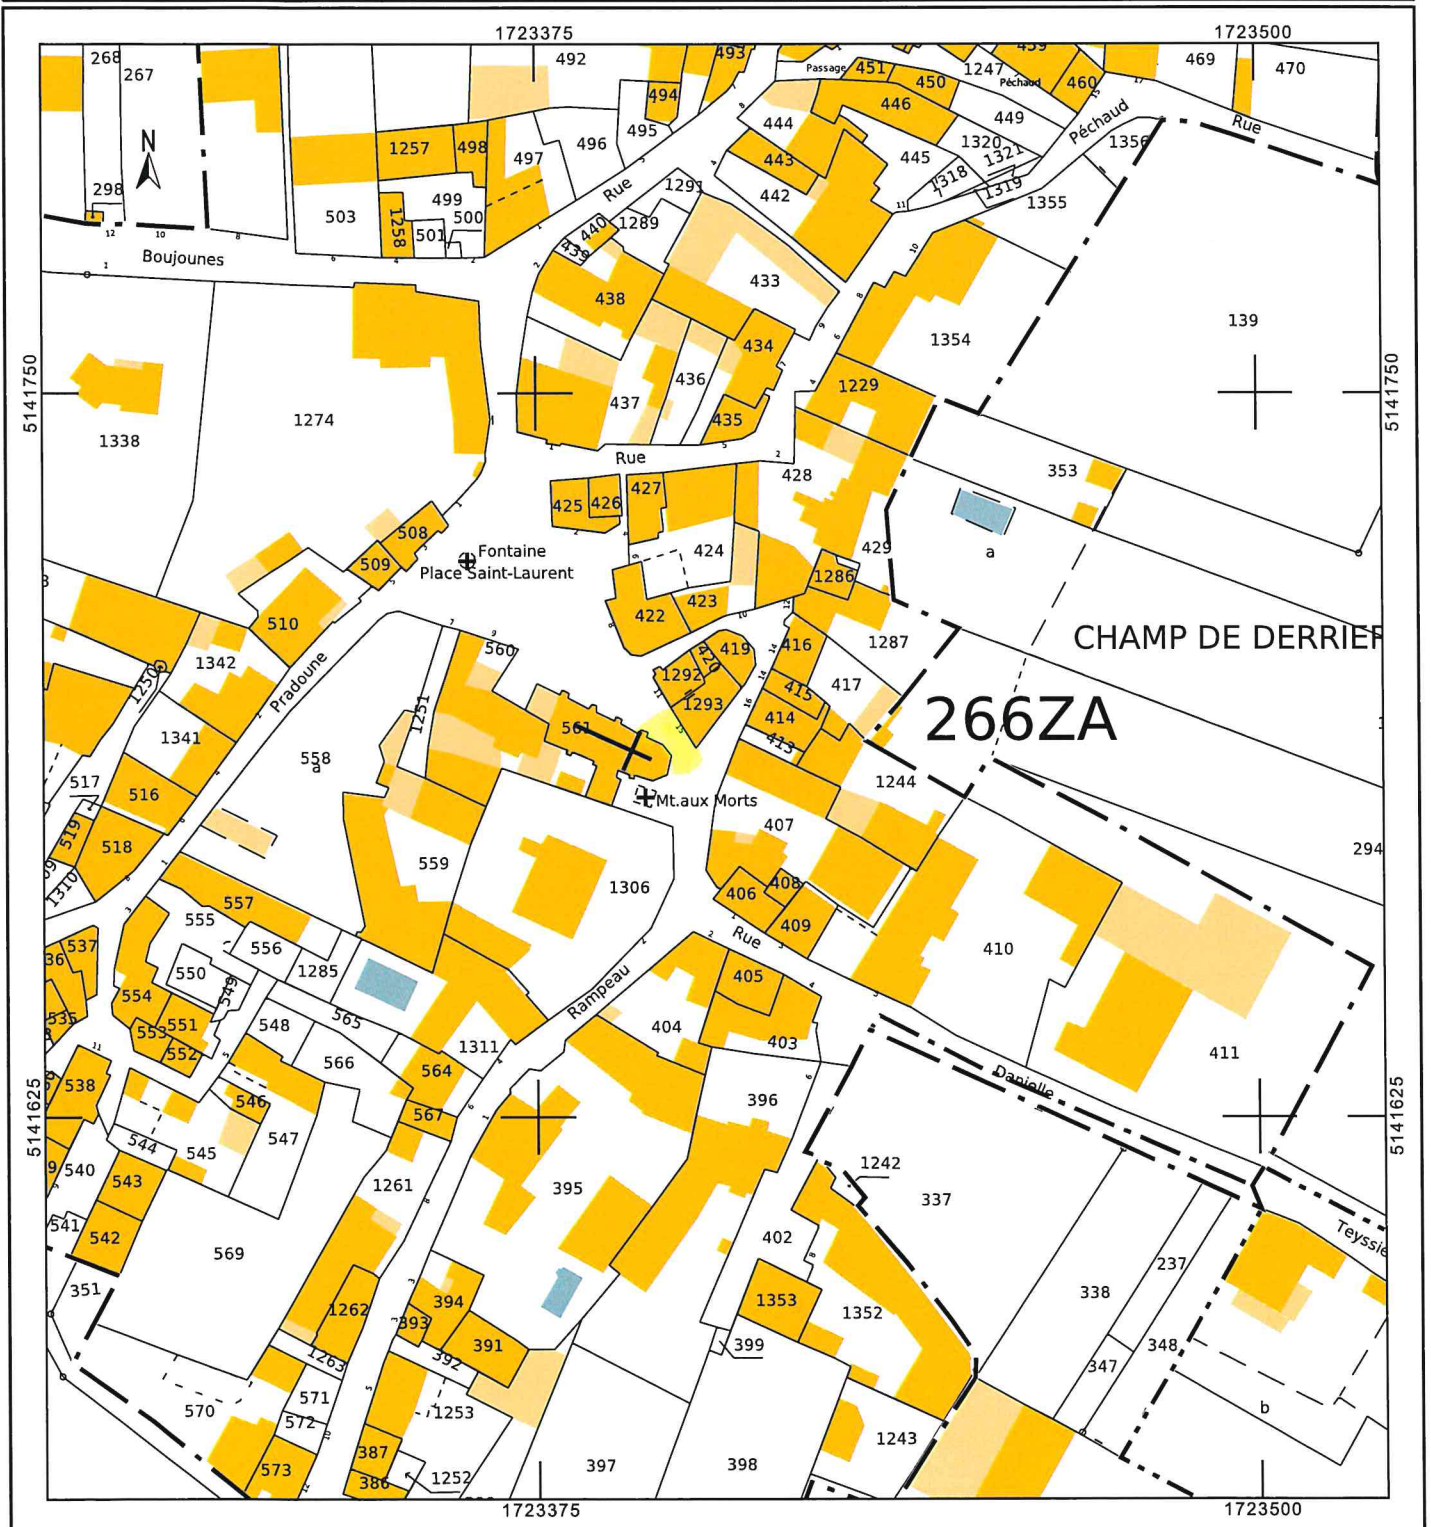 1723375 1723500
268 267 492 493 459 469 470
Passage 451 450 1247 Péchaud 460
494 446 449 Péchaud Rue
N 444 495 496 1320 1321 1356
1257 498 497 443 445 1318 1319
298 499 Rue 1291 442 1355
503 1258 501 500 440 1289
Boujounes 439
438 433 139
434 1354
5141750 436 1229 5141750
1338 1274 437 435
Rue 428 353
425 426 427
508 424 429 a
Fontaine
Place Saint-Laurent
509 1286
510 422 423 1287 CHAMP DE DERRIER
1342 560 419 416
420
1250 Pradoune 1251 1292 415 417
1293 414 266ZA
1341 558 561 413
a
517 516 Mt.aux Morts 1244
519 518 559 407 294
1310 1306 408
557 406 409
555 556 Rue 410
537 550 1285 405
36 554 549 Rampeau
535 551 565 404 403 411
553 548 1311
552 566 564 Danielle
5141625 538 546 567 396 5141625
544 547
540 545 1242
543 1261 395 337
541 542 569 402 Teyssie
237
351 394 1353 1352 338
1262 393 391 399 348
1263 392 347
570 571 1253 b
572 1243
573 387 397 398
386 1252
1723375 1723500